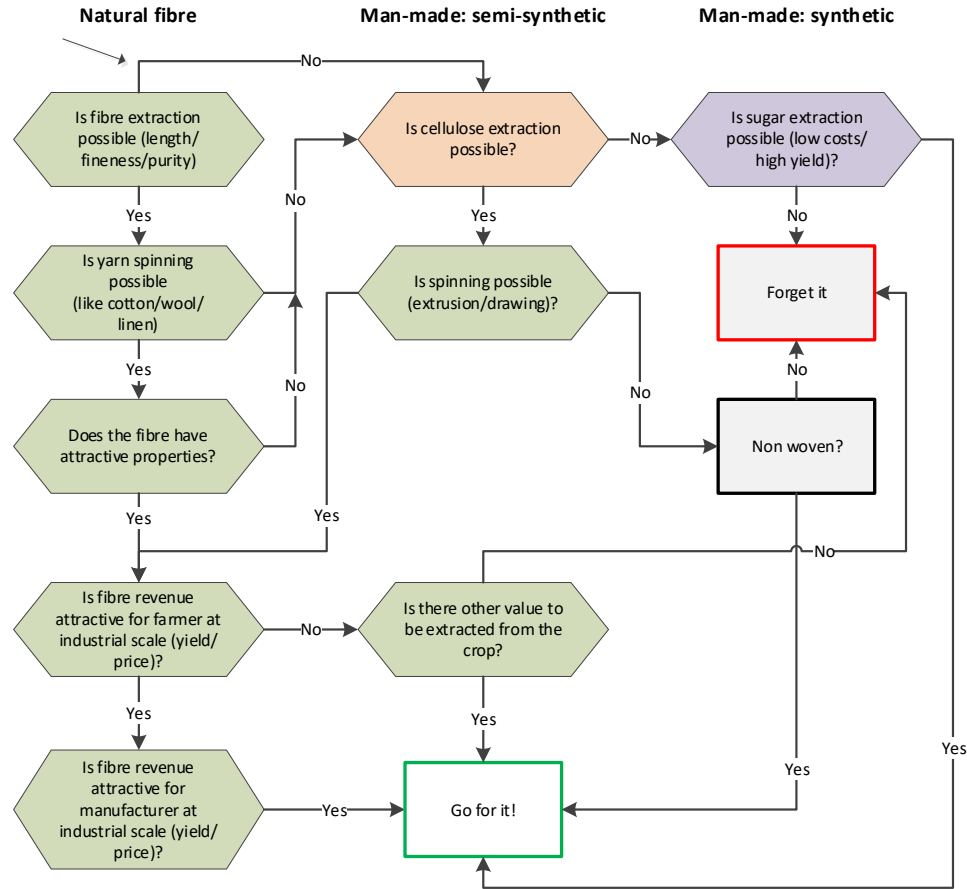 Natural fibre
Man-made: semi-synthetic
Man-made: synthetic
No
Is fibre extraction
possible (length/
fineness/purity)
Is cellulose extraction
possible?
No
Is sugar extraction
possible (low costs/
high yield)?
Yes
No
Yes
No
Is yarn spinning
possible
(like cotton/wool/
linen)
Is spinning possible
(extrusion/drawing)?
Forget it
Yes
No
No
No
Does the fibre have
attractive properties?
Non woven?
Yes
Yes
No
Is fibre revenue
attractive for farmer at
industrial scale (yield/
price)?
No
Is there other value to
be extracted from the
crop?
Yes
Yes
Yes
Yes
Is fibre revenue
attractive for
manufacturer at
industrial scale (yield/
price)?
Yes
Go for it!